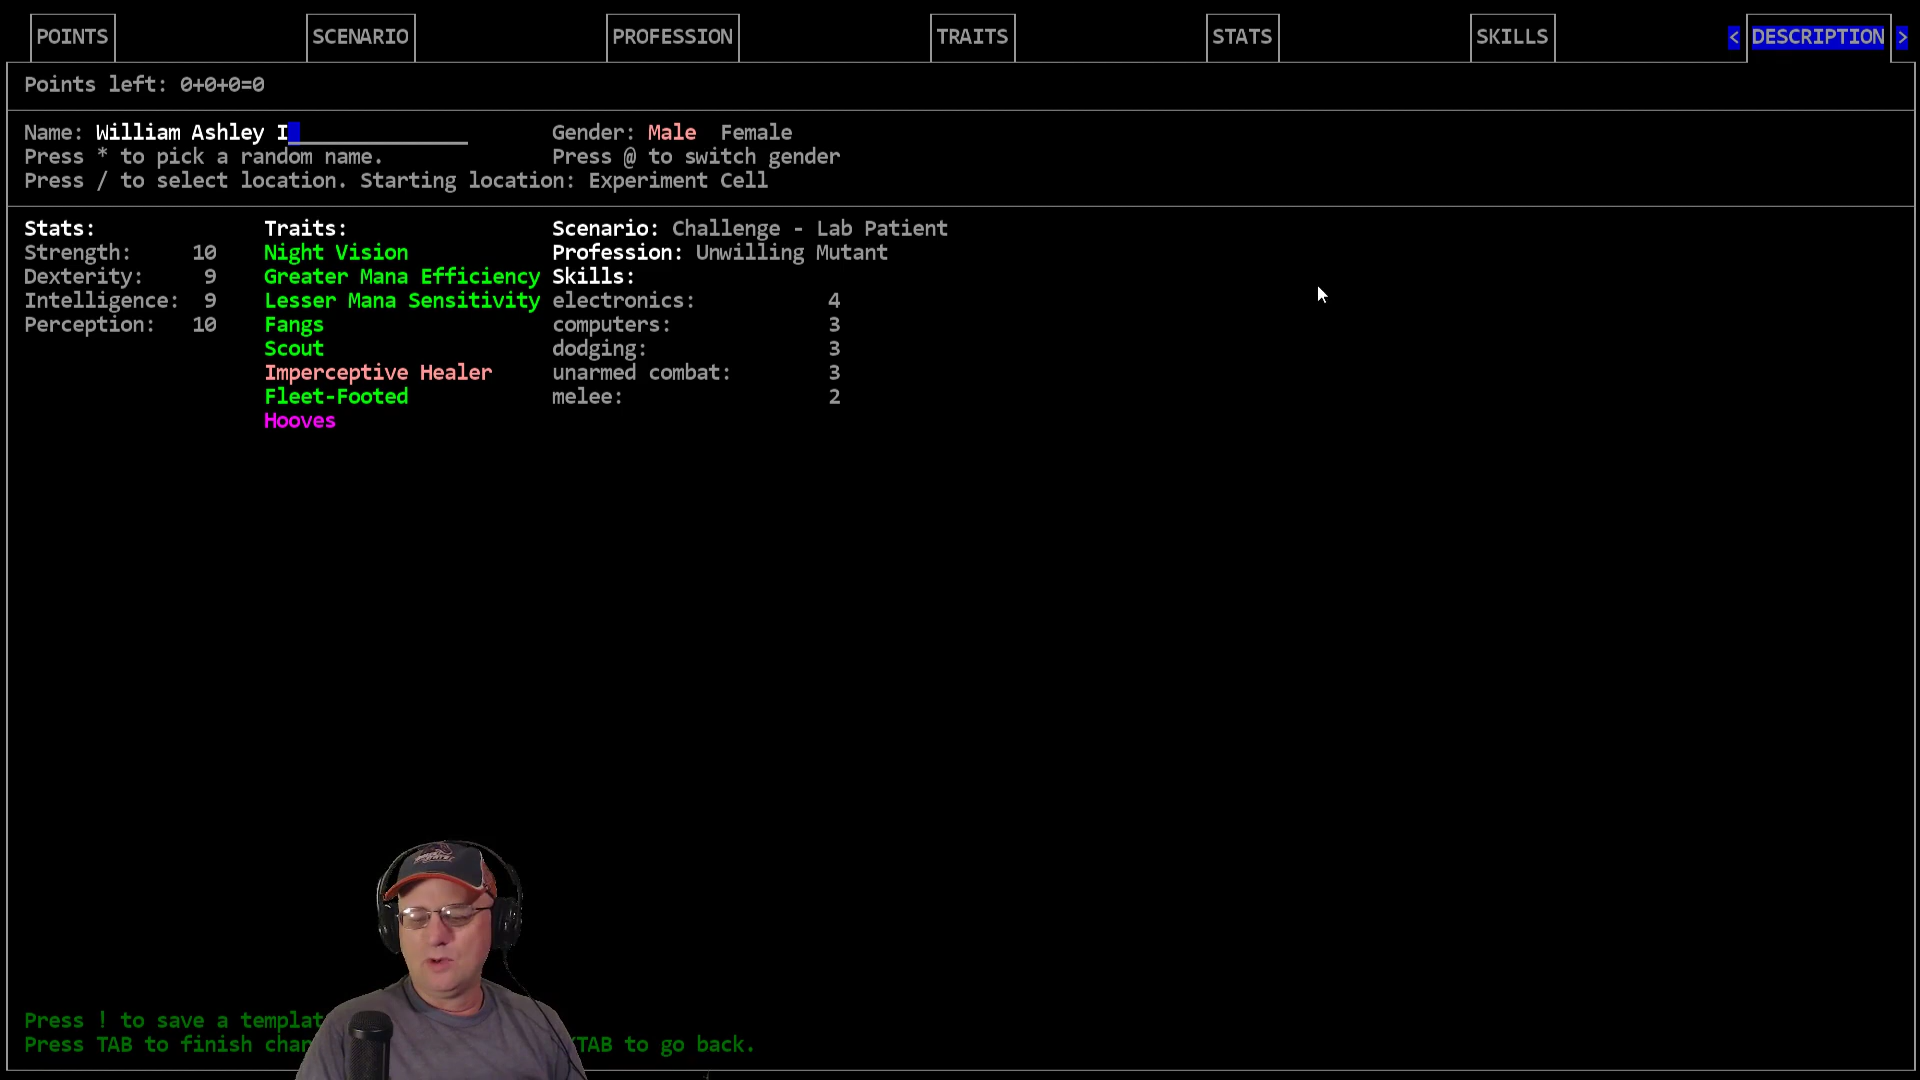 POINTS SCENARIO PROFESSION TRAITS STATS SKILLS < DESCRIPTION >
Points left: 0+0+0=0
Name: William Ashley I Gender: Male Female
Press * to pick a random name. Press @ to switch gender
Press / to select location. Starting location: Experiment Cell
Stats: Traits: Scenario: Challenge - Lab Patient
Strength: 10 Night Vision Profession: Unwilling Mutant
Dexterity: 9 Greater Mana Efficiency Skills:
Intelligence: 9 Lesser Mana Sensitivity electronics: 4
Perception: 10 Fangs computers: 3
Scout dodging: 3
Imperceptive Healer unarmed combat: 3
Fleet-Footed melee: 2
Hooves
Press ! to save a templat
Press TAB to finish char TAB to go back.